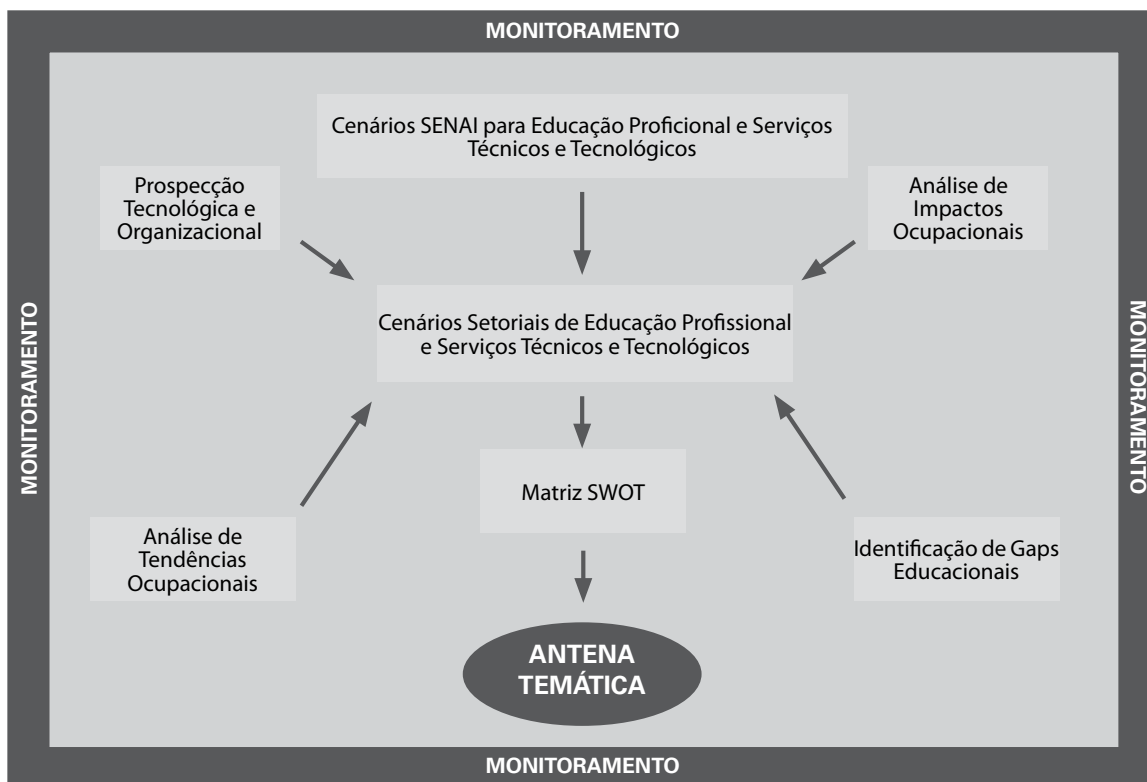 MONITORAMENTO
Cenários SENAI para Educação Proficional e Serviços
Técnicos e Tecnológicos
Prospecção
Tecnológica e
Organizacional
Análise de
Impactos
Ocupacionais
MONITORAMENTO
MONITORAMENTO
Cenários Setoriais de Educação Profissional
e Serviços Técnicos e Tecnológicos
Matriz SWOT
Análise de
Tendências
Ocupacionais
Identificação de Gaps
Educacionais
ANTENA
TEMÁTICA
MONITORAMENTO